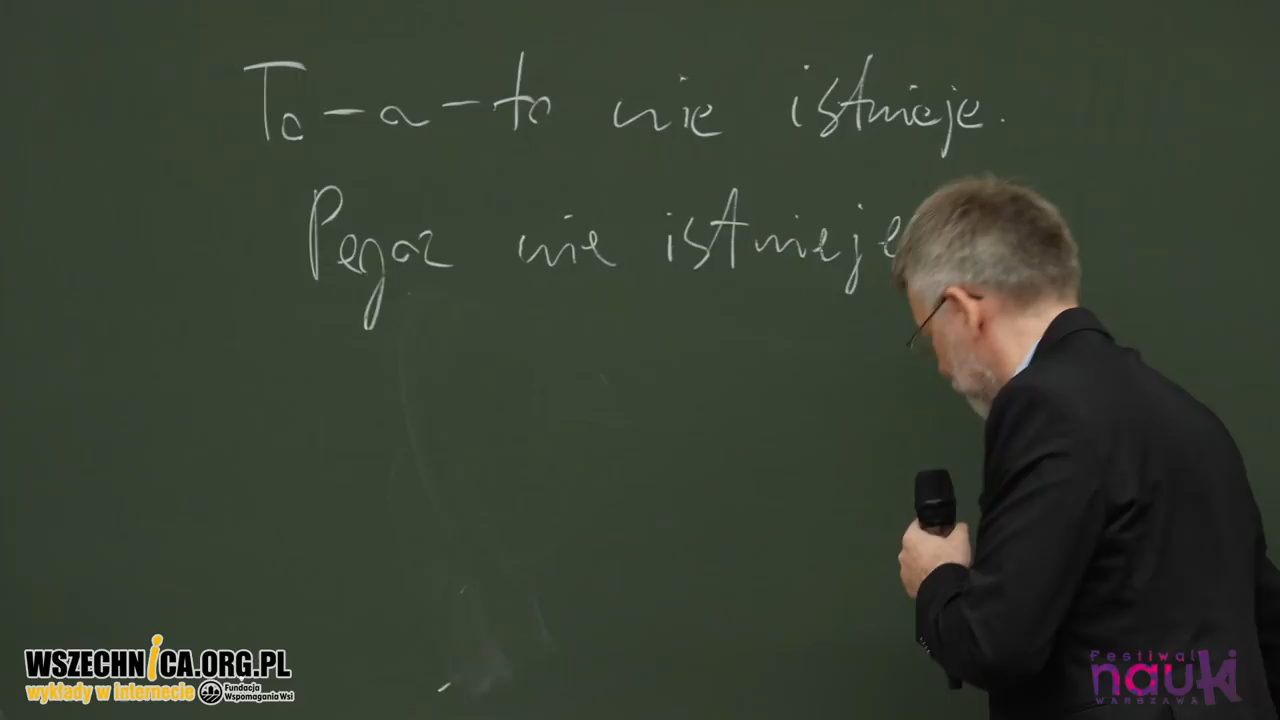 To-a-to nie istnieje.
Pegaz nie istnieje
WSZECHNICA.ORG.PL
wykłady w internecie
Fundacja
Wspomagania Wsi
Festiwal
nauki
WARSZAWA